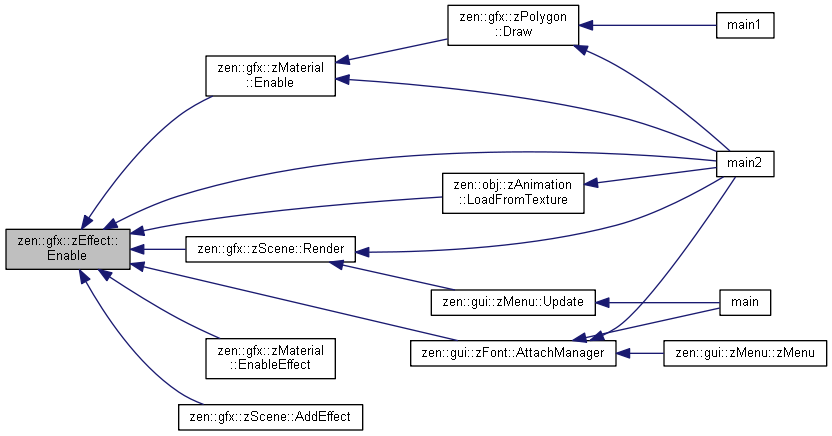 zen::gfx::zPolygon
::Draw
main1
zen::gfx::zMaterial
::Enable
main2
zen::obj::zAnimation
::LoadFromTexture
zen::gfx::zEffect::
Enable
zen::gfx::zScene::Render
zen::gui::zMenu::Update
main
zen::gfx::zMaterial
::EnableEffect
zen::gui::zFont::AttachManager
zen::gui::zMenu::zMenu
zen::gfx::zScene::AddEffect